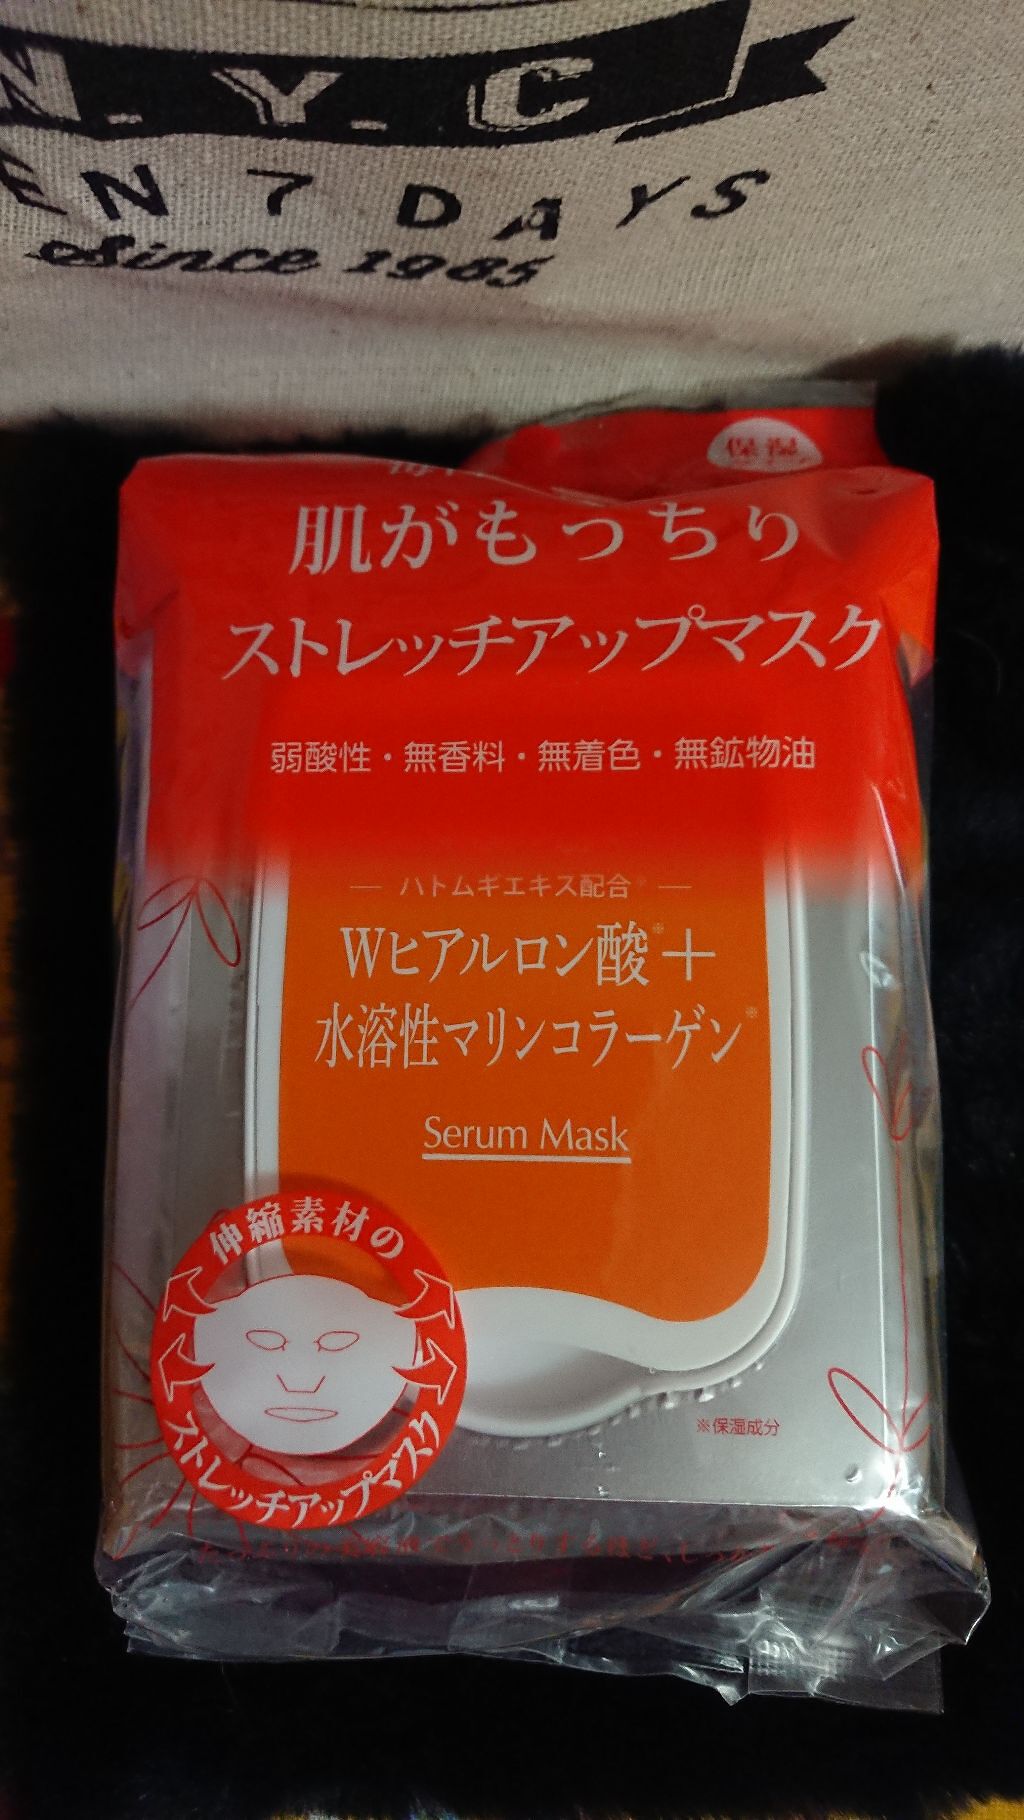 N.Y.C
EN 7 DAYS
Since 1985
保湿
肌がもっちり
ストレッチアップマスク
弱酸性・無香料・無着色・無鉱物油
ハトムギエキス配合※
Wヒアルロン酸※+
水溶性マリンコラーゲン※
Serum Mask
伸縮素材の
ストレッチアップマスク
※保湿成分